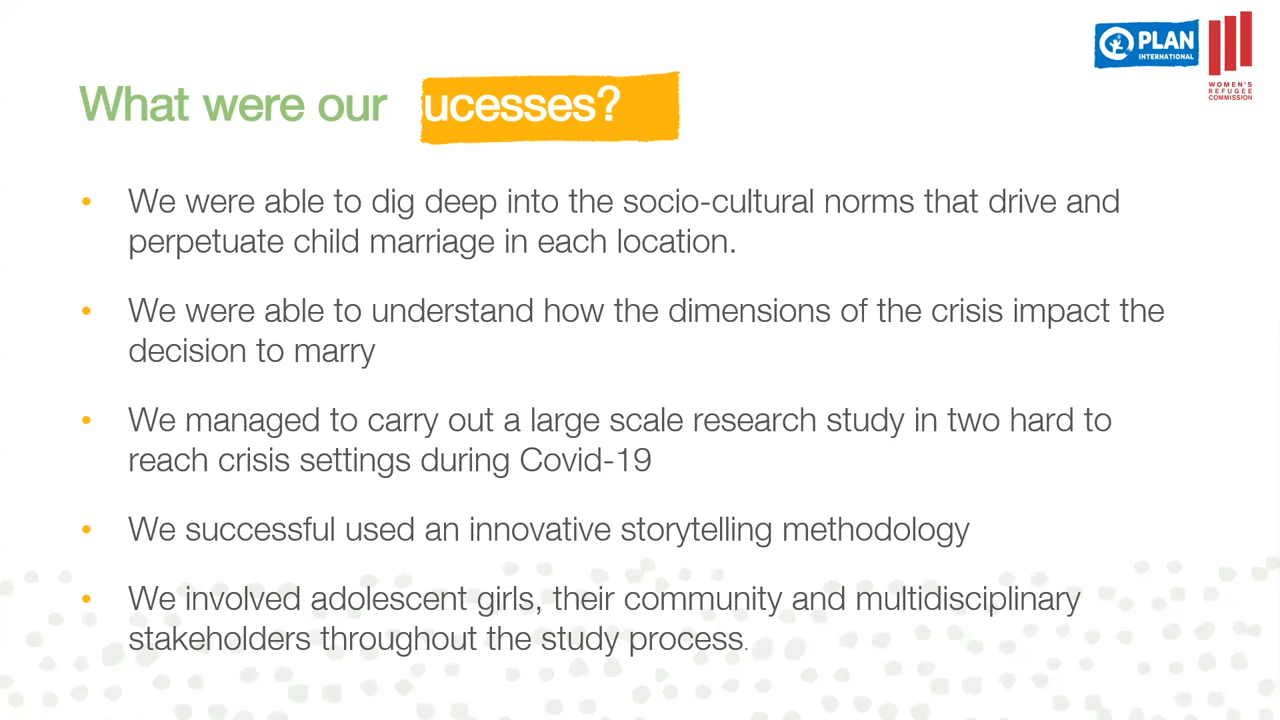 PLAN
INTERNATIONAL
WOMEN'S
REFUGEE
COMMISSION
What were our sucesses?
• We were able to dig deep into the socio-cultural norms that drive and
perpetuate child marriage in each location.
• We were able to understand how the dimensions of the crisis impact the
decision to marry
• We managed to carry out a large scale research study in two hard to
reach crisis settings during Covid-19
• We successful used an innovative storytelling methodology
• We involved adolescent girls, their community and multidisciplinary
stakeholders throughout the study process.